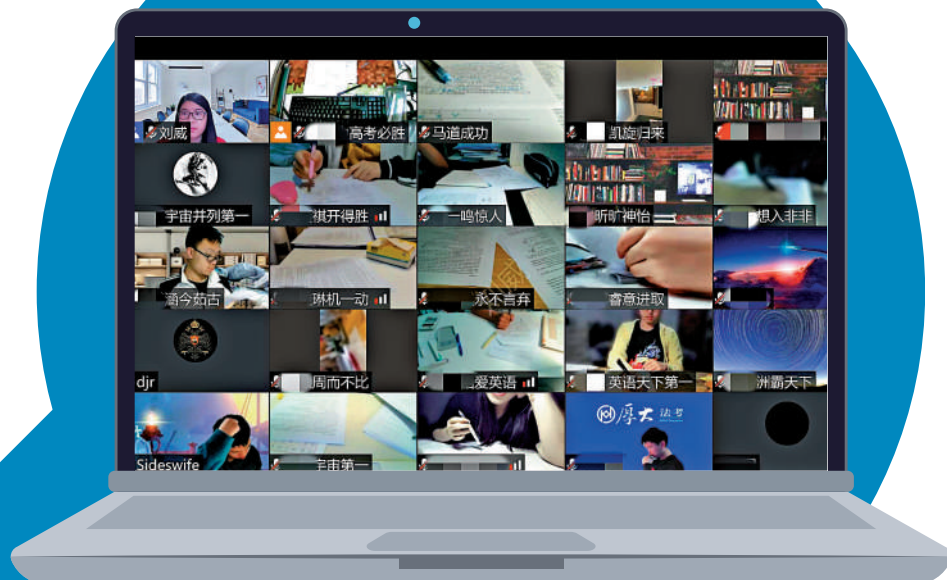 刘威
高考必胜
马道成功
凯旋归来
宇宙并列第一
祺开得胜
一鸣惊人
昕旷神怡
想入非非
涵今茹古
琳机一动
永不言弃
睿意进取
djr
周而不比
爱英语
英语天下第一
洲霸天下
Sideswife
宇宙第一
厚大法考